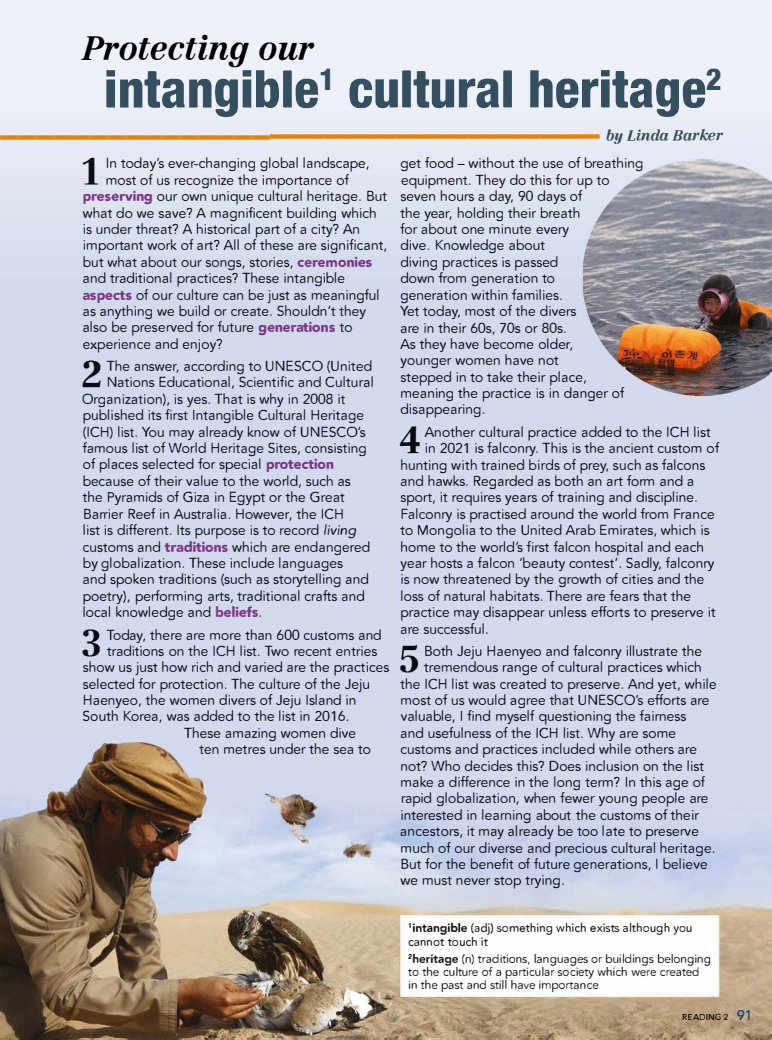 Protecting our
intangible¹ cultural heritage²
by Linda Barker
1 In today's ever-changing global landscape,
most of us recognize the importance of
preserving our own unique cultural heritage. But
what do we save? A magnificent building which
is under threat? A historical part of a city? An
important work of art? All of these are significant,
but what about our songs, stories, ceremonies
and traditional practices? These intangible
aspects of our culture can be just as meaningful
as anything we build or create. Shouldn't they
also be preserved for future generations to
experience and enjoy?
2 The answer, according to UNESCO (United
Nations Educational, Scientific and Cultural
Organization), is yes. That is why in 2008 it
published its first Intangible Cultural Heritage
(ICH) list. You may already know of UNESCO's
famous list of World Heritage Sites, consisting
of places selected for special protection
because of their value to the world, such as
the Pyramids of Giza in Egypt or the Great
Barrier Reef in Australia. However, the ICH
list is different. Its purpose is to record living
customs and traditions which are endangered
by globalization. These include languages
and spoken traditions (such as storytelling and
poetry), performing arts, traditional crafts and
local knowledge and beliefs.
3 Today, there are more than 600 customs and
traditions on the ICH list. Two recent entries
show us just how rich and varied are the practices
selected for protection. The culture of the Jeju
Haenyeo, the women divers of Jeju Island in
South Korea, was added to the list in 2016.
These amazing women dive
ten metres under the sea to
get food – without the use of breathing
equipment. They do this for up to
seven hours a day, 90 days of
the year, holding their breath
for about one minute every
dive. Knowledge about
diving practices is passed
down from generation to
generation within families.
Yet today, most of the divers
are in their 60s, 70s or 80s.
As they have become older,
younger women have not
stepped in to take their place,
meaning the practice is in danger of
disappearing.
4 Another cultural practice added to the ICH list
in 2021 is falconry. This is the ancient custom of
hunting with trained birds of prey, such as falcons
and hawks. Regarded as both an art form and a
sport, it requires years of training and discipline.
Falconry is practised around the world from France
to Mongolia to the United Arab Emirates, which is
home to the world's first falcon hospital and each
year hosts a falcon 'beauty contest'. Sadly, falconry
is now threatened by the growth of cities and the
loss of natural habitats. There are fears that the
practice may disappear unless efforts to preserve it
are successful.
5 Both Jeju Haenyeo and falconry illustrate the
tremendous range of cultural practices which
the ICH list was created to preserve. And yet, while
most of us would agree that UNESCO's efforts are
valuable, I find myself questioning the fairness
and usefulness of the ICH list. Why are some
customs and practices included while others are
not? Who decides this? Does inclusion on the list
make a difference in the long term? In this age of
rapid globalization, when fewer young people are
interested in learning about the customs of their
ancestors, it may already be too late to preserve
much of our diverse and precious cultural heritage.
But for the benefit of future generations, I believe
we must never stop trying.
¹intangible (adj) something which exists although you
cannot touch it
²heritage (n) traditions, languages or buildings belonging
to the culture of a particular society which were created
in the past and still have importance
READING 2 91